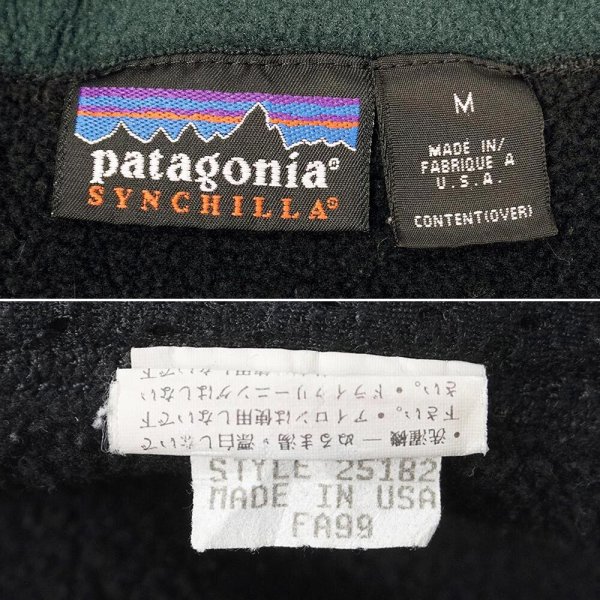 patagonia®
SYNCHILLA®
M
MADE IN/
FABRIQUE A
U.S.A.
CONTENT(OVER)
・洗濯機―ぬるま湯・漂白しないで
下さい。・アイロンは使用しないで下
さい。・ドライクリーニングはしない
STYLE 25182
MADE IN USA
FA99